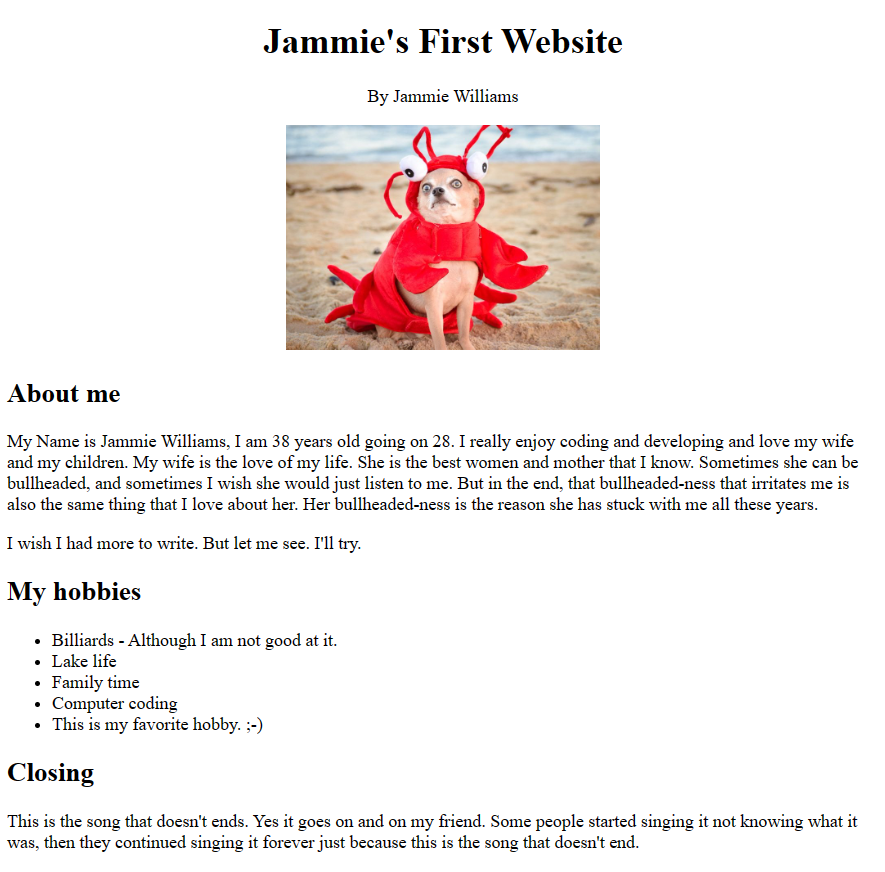 Jammie's First Website
By Jammie Williams
About me
My Name is Jammie Williams, I am 38 years old going on 28. I really enjoy coding and developing and love my wife
and my children. My wife is the love of my life. She is the best women and mother that I know. Sometimes she can be
bullheaded, and sometimes I wish she would just listen to me. But in the end, that bullheaded-ness that irritates me is
also the same thing that I love about her. Her bullheaded-ness is the reason she has stuck with me all these years.
I wish I had more to write. But let me see. I'll try.
My hobbies
• Billiards - Although I am not good at it.
• Lake life
• Family time
• Computer coding
• This is my favorite hobby. ;-)
Closing
This is the song that doesn't ends. Yes it goes on and on my friend. Some people started singing it not knowing what it
was, then they continued singing it forever just because this is the song that doesn't end.